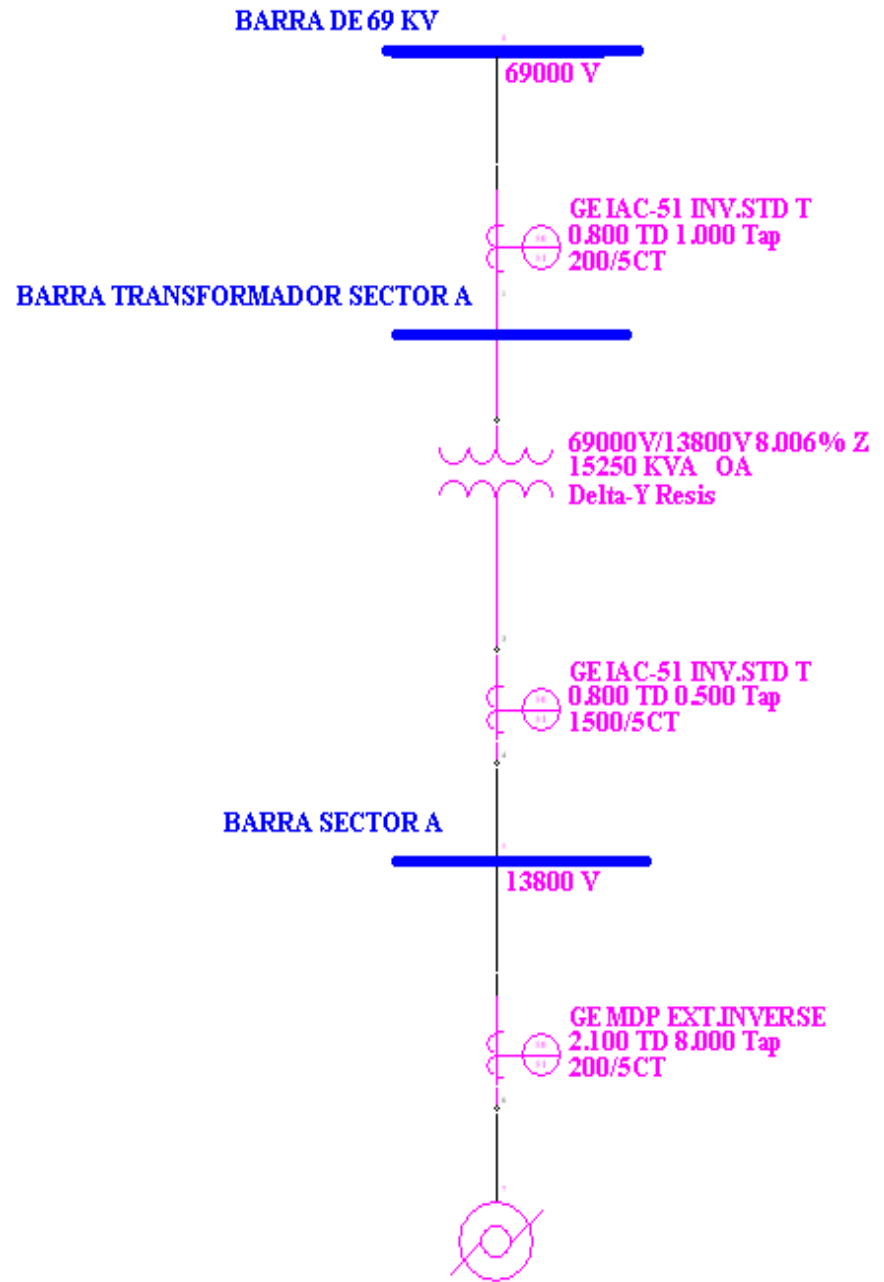 BARRA DE 69 KV
69000 V
GE IAC-51 INV.STD T
0.800 TD 1.000 Tap
200/5CT
BARRA TRANSFORMADOR SECTOR A
69000V/13800V 8.006% Z
15250 KVA OA
Delta-Y Resis
GE IAC-51 INV.STD T
0.800 TD 0.500 Tap
1500/5CT
BARRA SECTOR A
13800 V
GE MDP EXT.INVERSE
2.100 TD 8.000 Tap
200/5CT